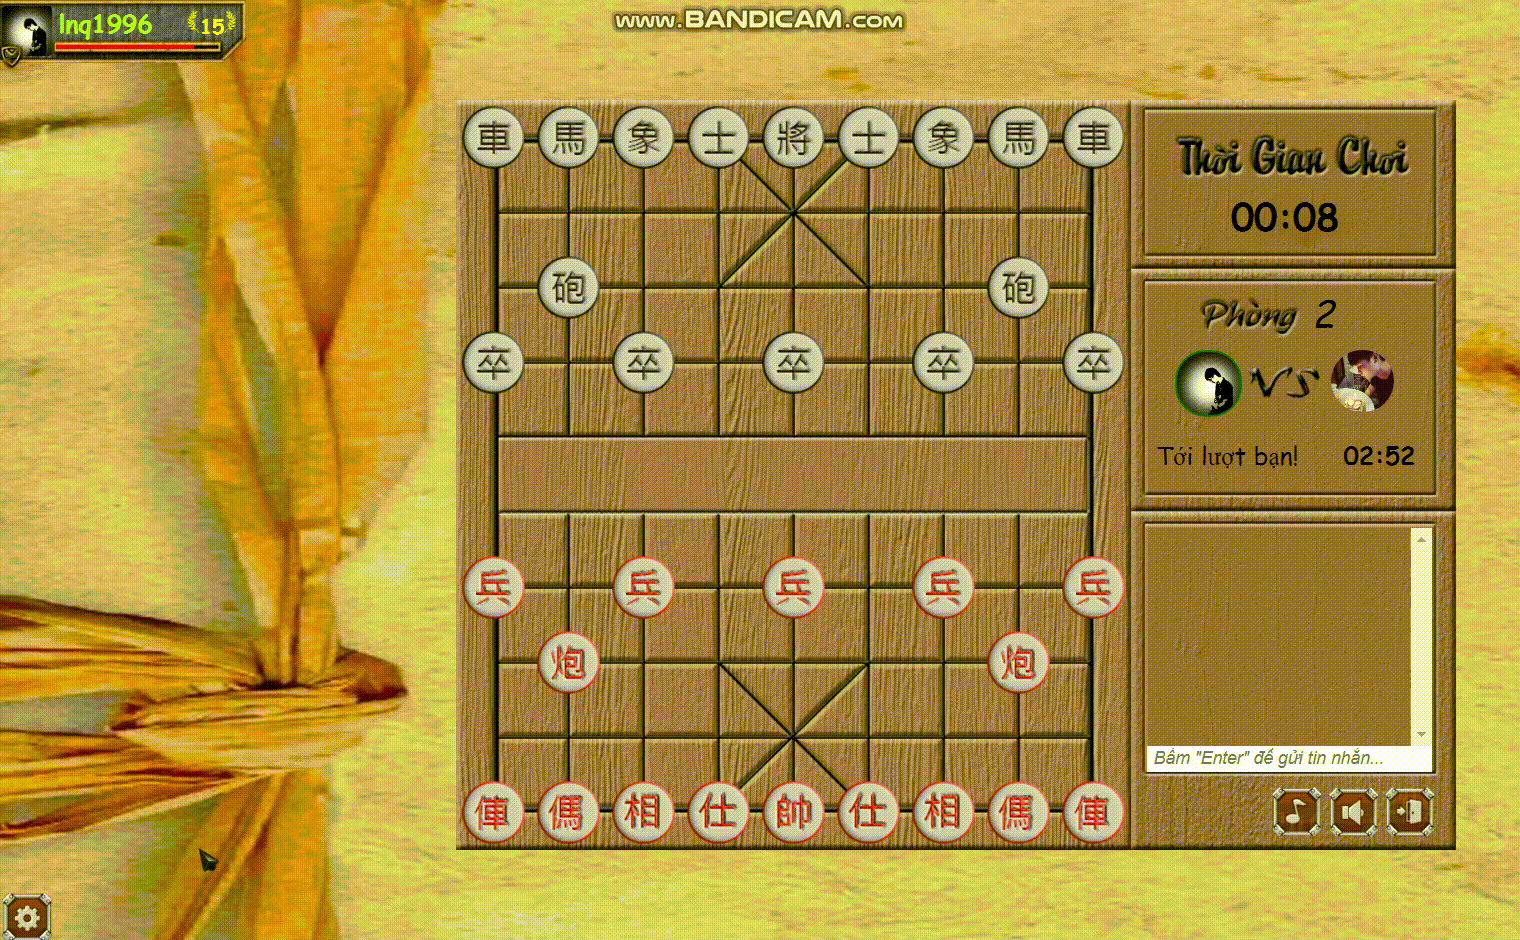 lnq1996
15
www.BANDICAM.com
車馬象士將士象馬車
砲 砲
卒 卒 卒 卒 卒
兵 兵 兵 兵 兵
炮 炮
俥傌相仕帥仕相傌俥
Thời Gian Chơi
00:08
Phòng 2
VS
Tới lượt bạn! 02:52
Bấm "Enter" để gửi tin nhắn...